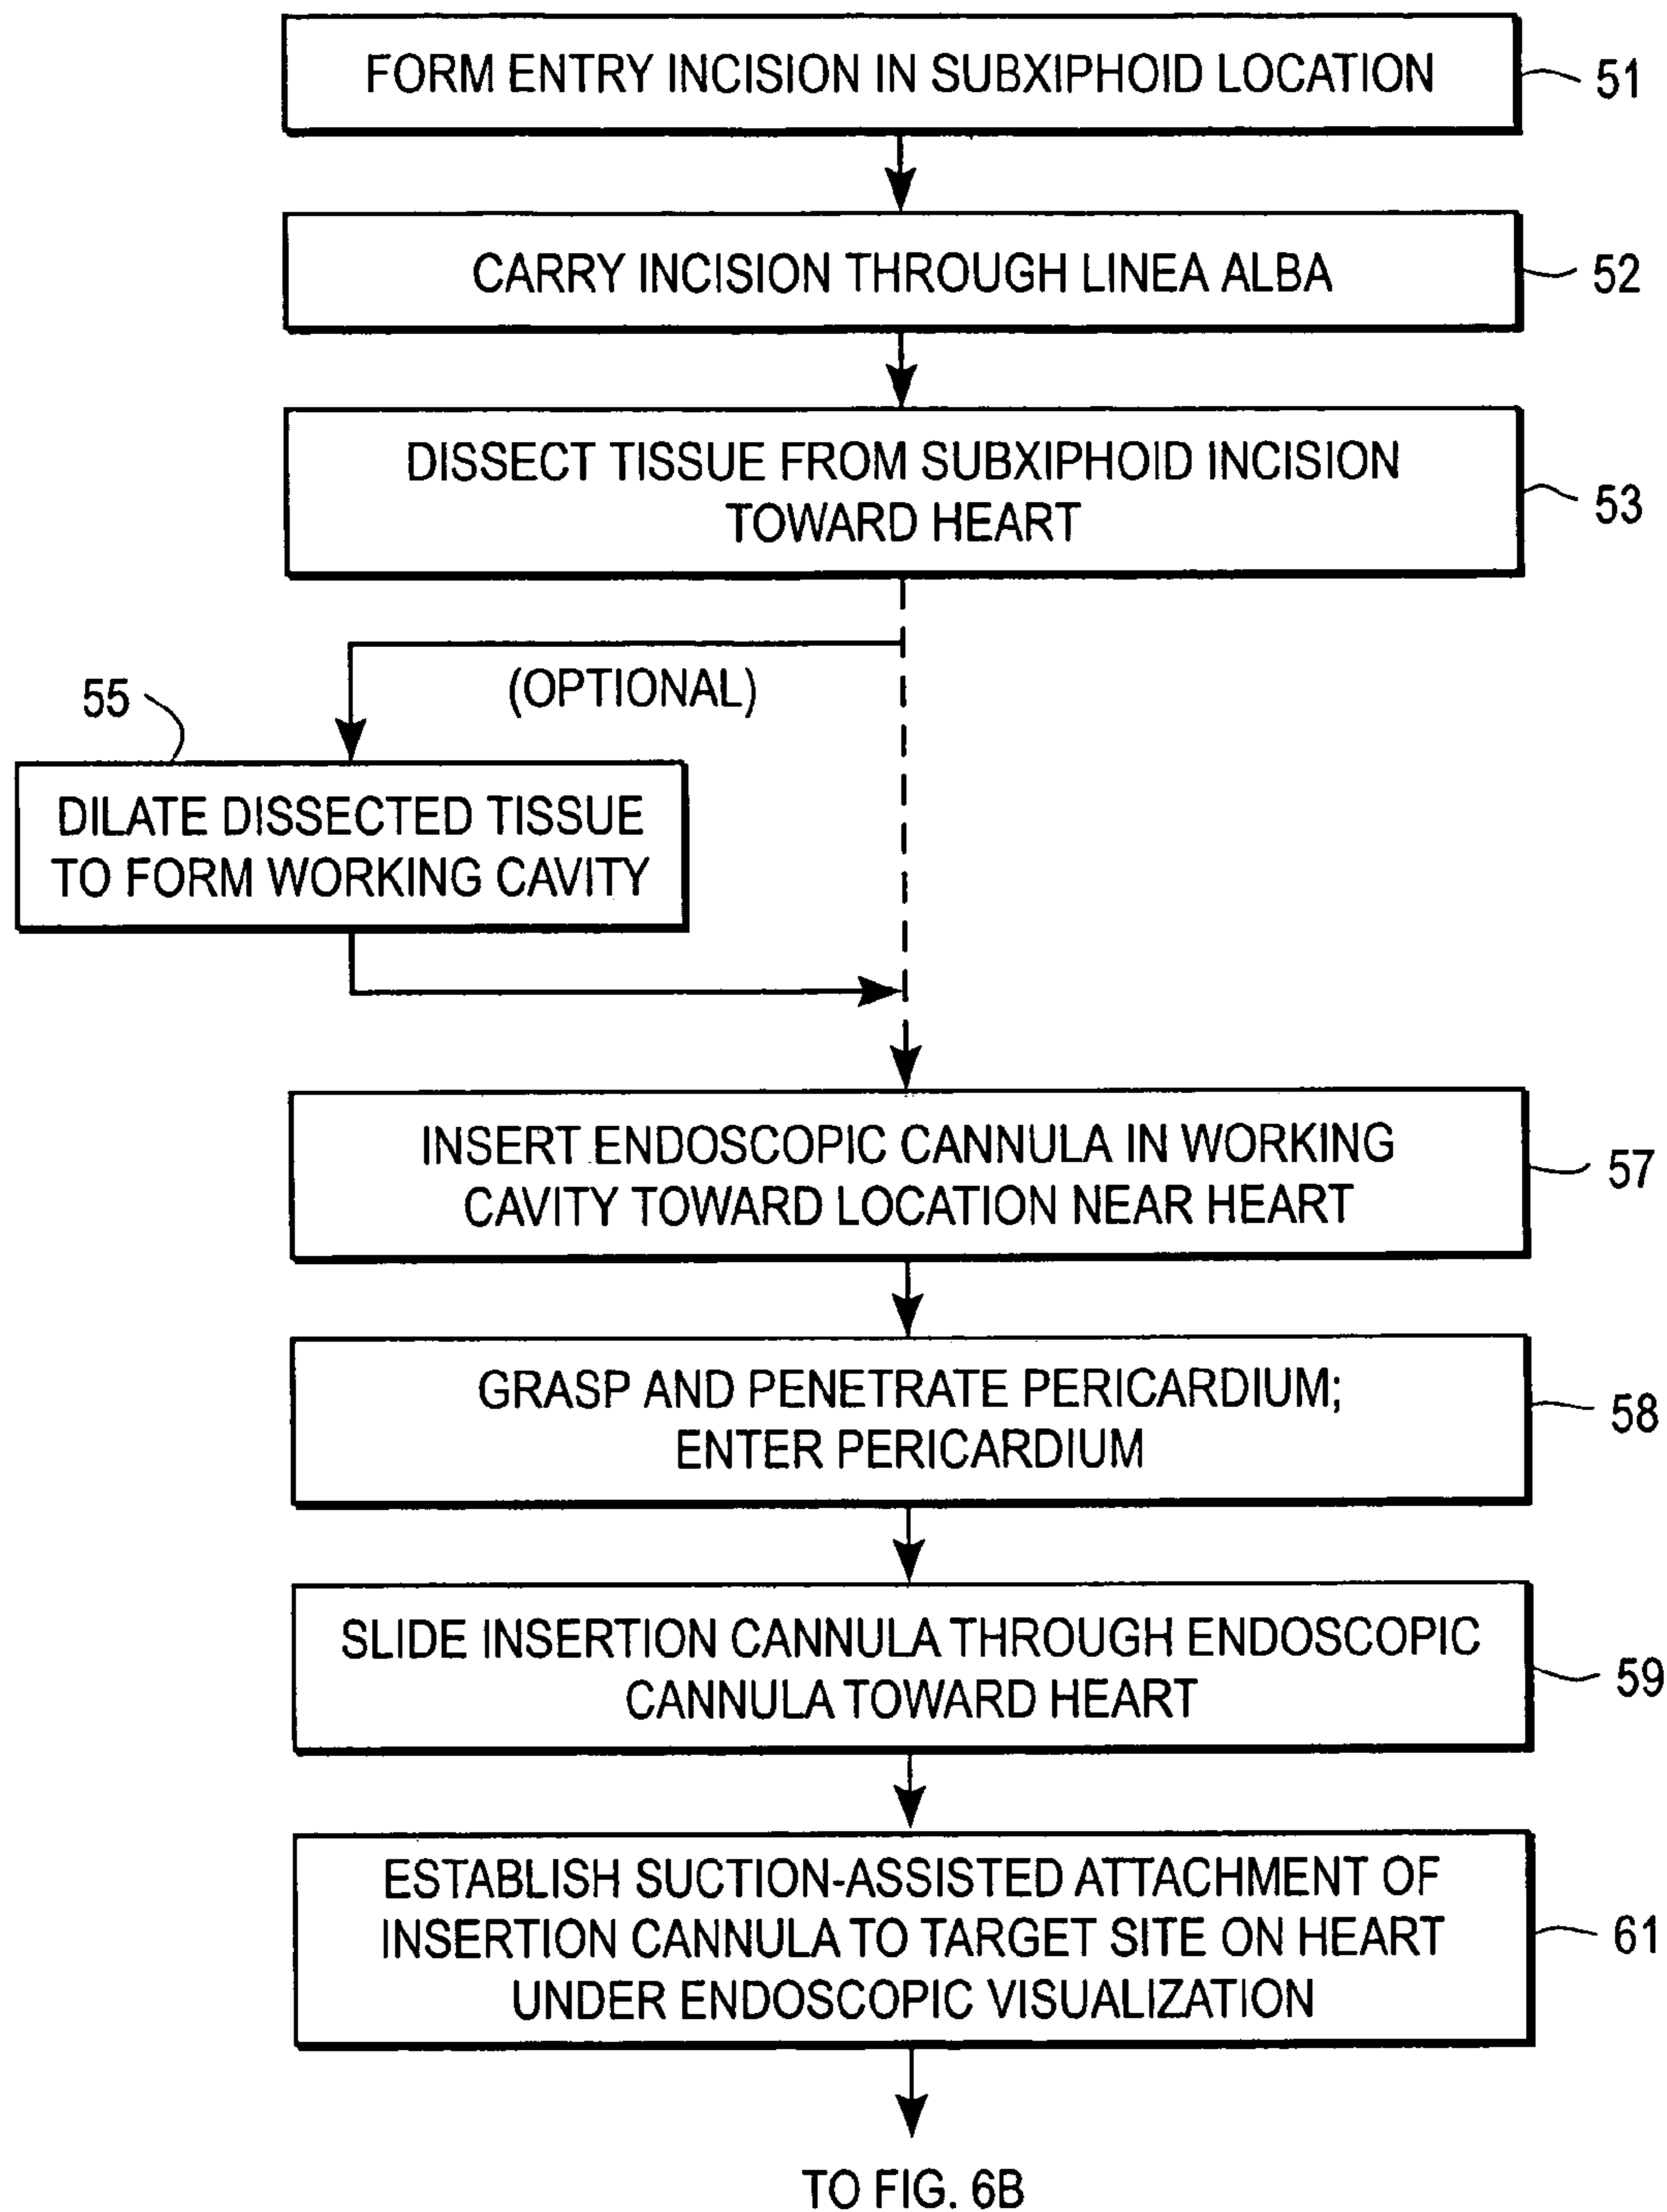 FORM ENTRY INCISION IN SUBXIPHOID LOCATION
51
CARRY INCISION THROUGH LINEA ALBA
52
DISSECT TISSUE FROM SUBXIPHOID INCISION
TOWARD HEART
53
(OPTIONAL)
55
DILATE DISSECTED TISSUE
TO FORM WORKING CAVITY
INSERT ENDOSCOPIC CANNULA IN WORKING
CAVITY TOWARD LOCATION NEAR HEART
57
GRASP AND PENETRATE PERICARDIUM;
ENTER PERICARDIUM
58
SLIDE INSERTION CANNULA THROUGH ENDOSCOPIC
CANNULA TOWARD HEART
59
ESTABLISH SUCTION-ASSISTED ATTACHMENT OF
INSERTION CANNULA TO TARGET SITE ON HEART
UNDER ENDOSCOPIC VISUALIZATION
61
TO FIG. 6B